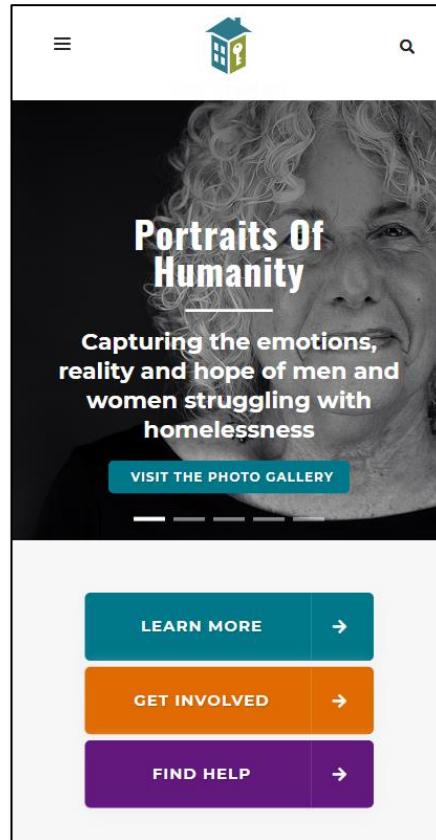 Portraits Of
Humanity
Capturing the emotions,
reality and hope of men and
women struggling with
homelessness
VISIT THE PHOTO GALLERY
LEARN MORE
GET INVOLVED
FIND HELP